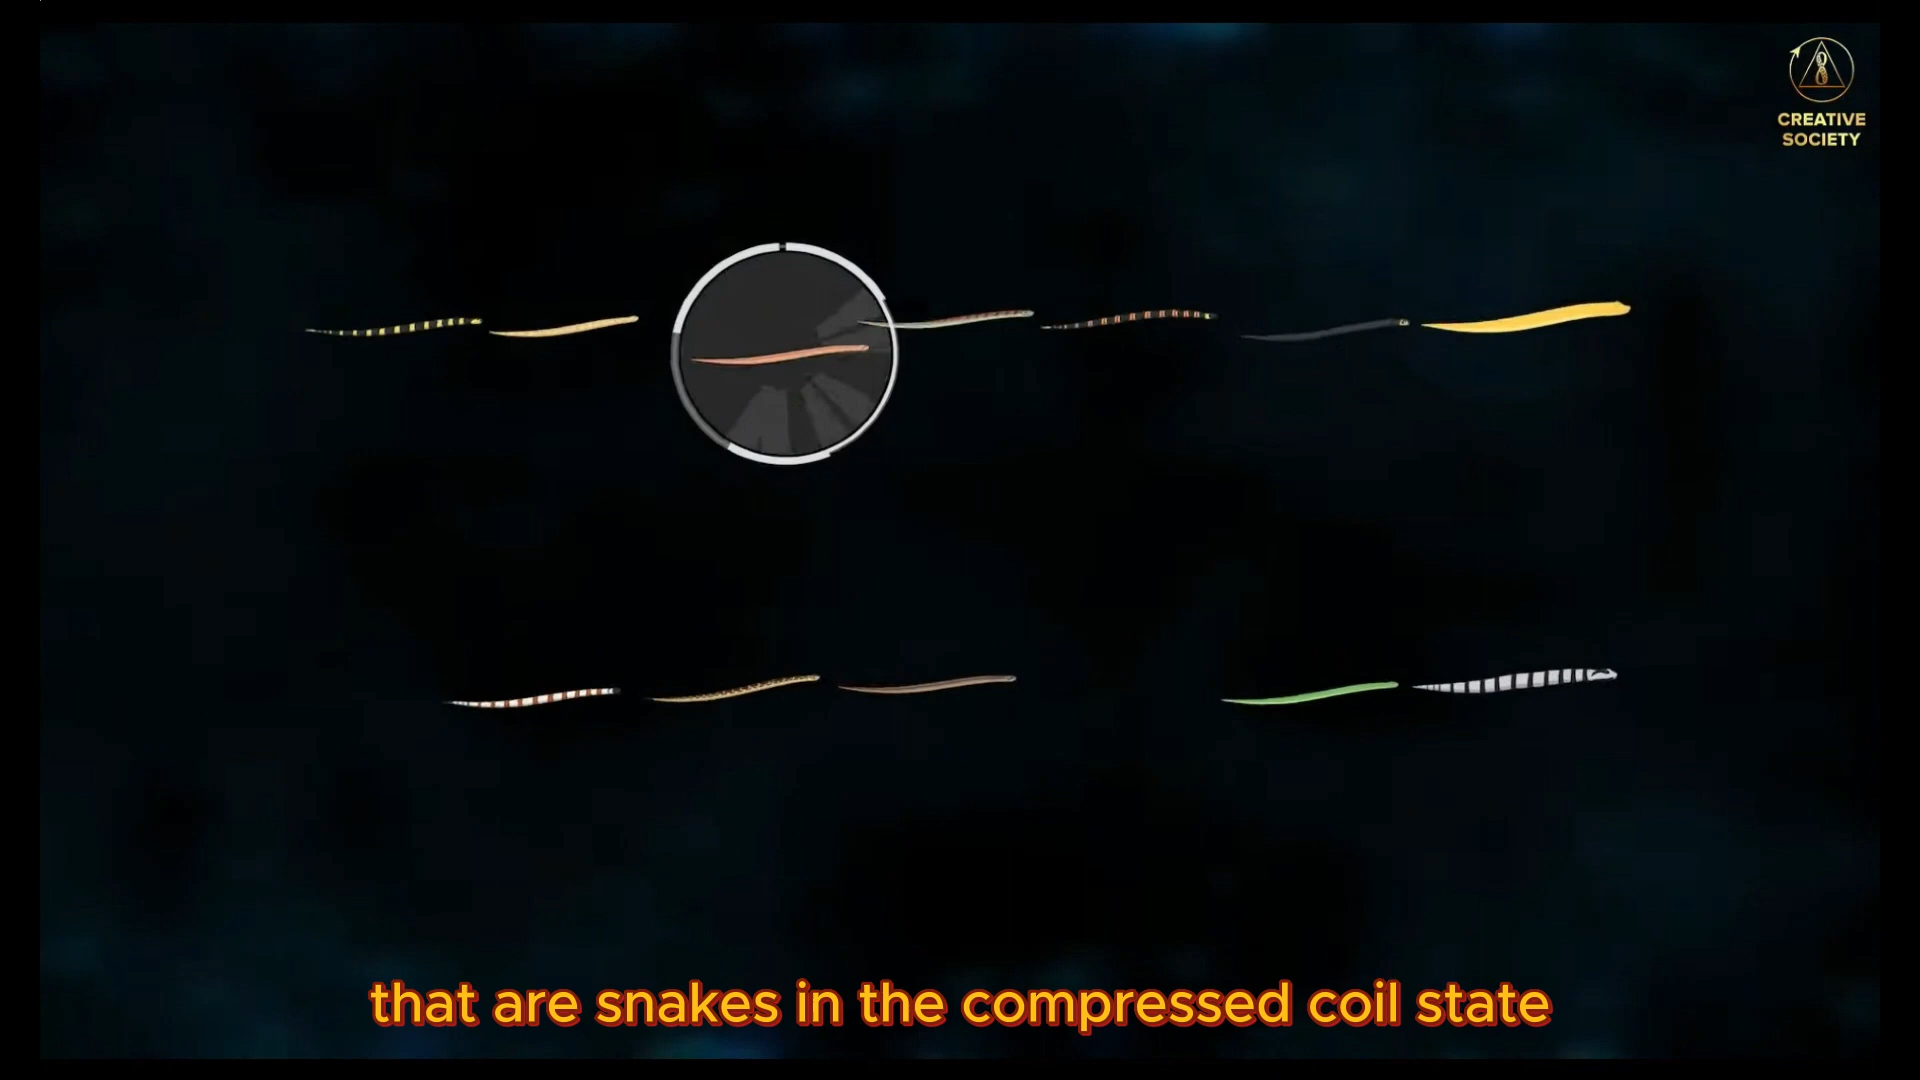 CREATIVE
SOCIETY
that are snakes in the compressed coil state